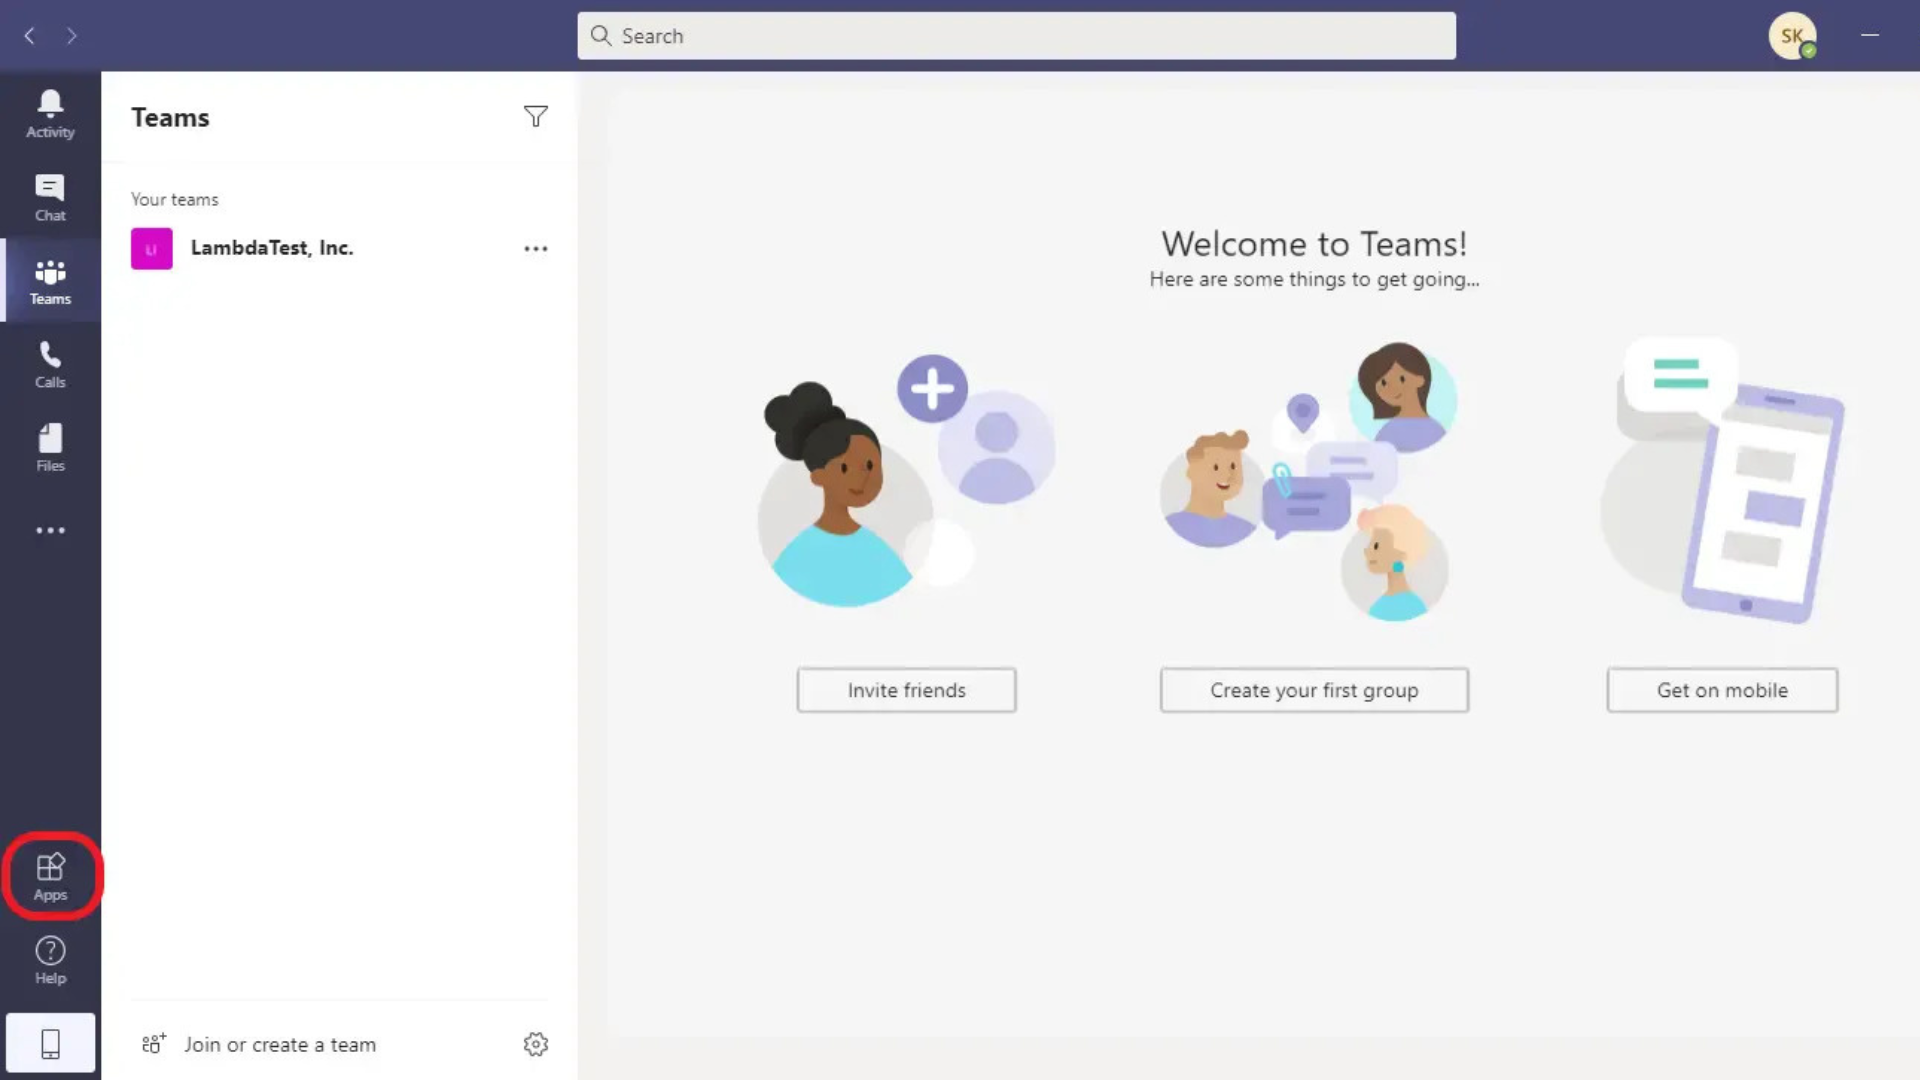 Search
SK
Activity
Chat
Teams
Calls
Files
Apps
Help
Teams
Your teams
LI
LambdaTest, Inc.
Join or create a team
Welcome to Teams!
Here are some things to get going...
Invite friends
Create your first group
Get on mobile